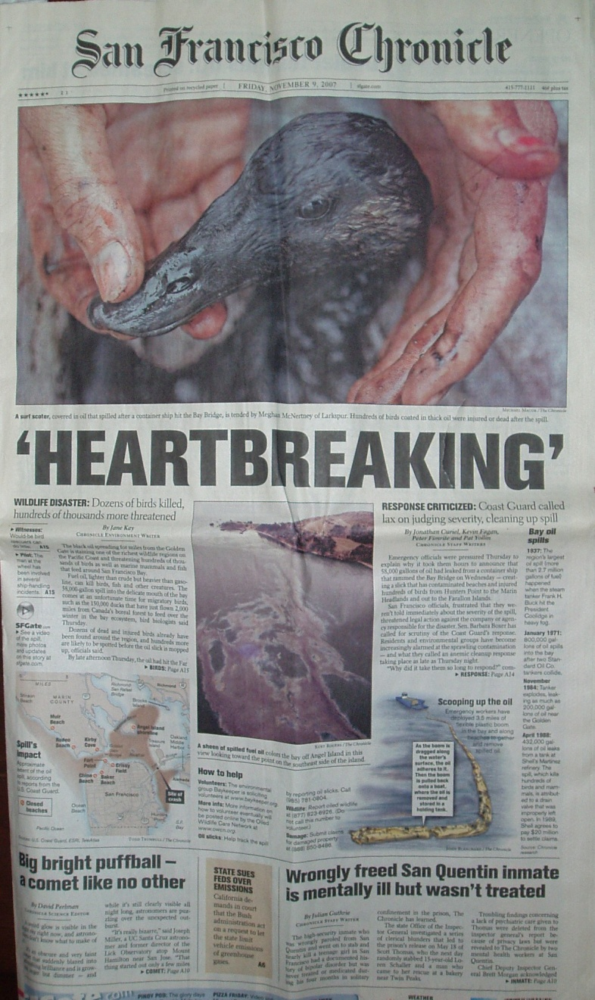 San Francisco Chronicle
Printed on recycled paper | FRIDAY, NOVEMBER 9, 2007 | sfgate.com
415-777-1111
A surf scoter, covered in oil that spilled after a container ship hit the Bay Bridge, is tended by Meghan McNertney of Larkspur. Hundreds of birds coated in thick oil were injured or dead after the spill.
‘HEARTBREAKING’
WILDLIFE DISASTER: Dozens of birds killed,
hundreds of thousands more threatened
By Jane Kay
CHRONICLE ENVIRONMENT WRITER
▸ Witnesses:
Would-be bird
rescuers can
A15
▸ Pilot: The
man at the
wheel has
been involved
in several
ship-handling
incidents. A15
SFGate.com
▸ See a video
of the spill,
more photos
and updates
on this story at
sfgate.com.
The black oil spreading for miles from the Golden
Gate is staining one of the richest wildlife regions on
the Pacific Coast and threatening hundreds of thou-
sands of birds as well as marine mammals and fish
that feed around San Francisco Bay.
Fuel oil, lighter than crude but heavier than gaso-
line, can kill birds, fish and other creatures. The
58,000-gallon spill into the delicate mouth of the bay
comes at an unfortunate time for migratory birds,
such as the 150,000 ducks that have just flown 2,000
miles from Canada's boreal forest to feed over the
winter in the bay ecosystem, bird biologists said
Thursday.
Dozens of dead and injured birds already have
been found around the region, and hundreds more
are likely to be spotted before the oil slick is mopped
up, officials said.
By late afternoon Thursday, the oil had hit the Far
▸ BIRDS: Page A15
RESPONSE CRITICIZED: Coast Guard called
lax on judging severity, cleaning up spill
By Jonathan Curiel, Kevin Fagan,
Peter Fimrite and Pat Yollin
CHRONICLE STAFF WRITERS
Emergency officials were pressured Thursday to
explain why it took them hours to announce that
58,000 gallons of oil had leaked from a container ship
that rammed the Bay Bridge on Wednesday — creat-
ing a slick that has contaminated beaches and injured
hundreds of birds from Hunters Point to the Marin
Headlands and out to the Farallon Islands.
San Francisco officials, frustrated that they we-
ren't told immediately about the severity of the spill,
threatened legal action against the company or agen-
cy responsible for the disaster. Sen. Barbara Boxer has
called for scrutiny of the Coast Guard's response.
Residents and environmental groups have become
increasingly alarmed at the sprawling contamination
— and what they called an anemic cleanup response
taking place as late as Thursday night.
"Why did it take them so long to respond?" com-
▸ RESPONSE: Page A14
Bay oil
spills
1937: The
region's largest
oil spill (more
than 2.7 million
gallons of fuel)
happened
when the steam
tanker Frank H.
Buck hit the
President
Coolidge in
heavy fog.
January 1971:
800,000 gal-
lons of oil spills
into the bay
after two Stan-
dard Oil Co.
tankers collide.
November
1984: Tanker
explodes, leak-
ing as much as
200,000 gal-
lons of oil near
the Golden
Gate.
April 1988:
432,000 gal-
lons of oil leaks
from a tank at
Shell's Martinez
refinery. The
spill, which kills
hundreds of
birds and mam-
mals, is attribut-
ed to a drain
valve that was
improperly left
open. In 1989,
Shell agrees to
pay $20 million
to settle claims.
Source: Chronicle
research
MILES
MARIN
COUNTY
Stinson
Beach
Richmond-
San Rafael
Bridge
Richmond
Brooks
Island
Muir
Beach
Rodeo
Beach
Kirby
Cove
Angel Island
shoreline
Treasure
Island
Oakland
Middle
Harbor
Fort
Point
Crissy
Field
China
Beach
Baker
Beach
Alameda
San Francisco
Site of
crash
Ocean
Beach
Hunters
Point
S.F.
Bay
Pacific Ocean
Spill's
impact
Approximate
extent of the oil
spill, according
to reports from the
U.S. Coast Guard.
Closed
beaches
Sources: U.S. Coast Guard, ESRI, TeleAtlas
TODD TRUMBULL / The Chronicle
KURT ROGERS / The Chronicle
A sheen of spilled fuel oil colors the bay off Angel Island in this
view looking toward the point on the southeast side of the island.
How to help
Volunteers: The environmental
group Baykeeper is soliciting
volunteers at www.baykeeper.org.
More info: More information on
how to volunteer eventually will
be posted online by the Oiled
Wildlife Care Network at
www.owcn.org.
Oil slicks: Help track the spill
by reporting oil slicks. Call
(985) 781-0804.
Wildlife: Report oiled wildlife
at (877) 823-6926. (Do
not call this number to
volunteer.)
Damage: Submit claims
for damaged property
at (888) 850-8486.
Scooping up the oil
Emergency workers have
deployed 3.5 miles of
flexible plastic boom
in the bay and along
beaches to gather
and remove
spilled oil.
As the boom is
dragged along
the water's
surface, the oil
adheres to it.
Then the boom
is pulled back
onto a boat,
where the oil is
removed and
stored in a
holding tank.
Big bright puffball –
a comet like no other
By David Perlman
CHRONICLE SCIENCE EDITOR
glow is visible in the
sky right now, and astrono-
know what to make of
obscure and very faint
suddenly blazed into
brilliance and is grow-
but dimmer — and
while it's still clearly visible all
night long, astronomers are puz-
zled over the unexpected out-
burst.
"It's really bizarre," said Joseph
Miller, a UC Santa Cruz astrono-
mer and former director of the
Lick Observatory atop Mount
Hamilton near San Jose. "That
thing started out only a few miles
▸ COMET: Page A10
STATE SUES
FEDS OVER
EMISSIONS
California de-
mands in court
that the Bush
administration act
on a request to let
the state limit
vehicle emissions
of greenhouse
gases.
A6
Wrongly freed San Quentin inmate
is mentally ill but wasn't treated
By Julian Guthrie
CHRONICLE STAFF WRITER
The high-security inmate who
was wrongly paroled from San
Quentin and went on to stab and
nearly kill a teenage girl in San
Francisco had a documented his-
tory of bipolar disorder but was
never treated or medicated dur-
ing his four months in solitary
confinement in the prison, The
Chronicle has learned.
The state Office of the Inspec-
tor General investigated a series
of clerical blunders that led to
the prison's release on May 18 of
Scott Thomas, who the next day
randomly stabbed 15-year-old Lo-
ren Schaller and a man who
came to her rescue at a bakery
near Twin Peaks.
Troubling findings concerning
a lack of psychiatric care given to
Thomas were deleted from the
inspector general's report be-
cause of privacy laws but were
revealed to The Chronicle by two
mental health workers at San
Quentin.
Chief Deputy Inspector Gen-
eral Brett Morgan acknowledged
▸ INMATE: Page A10
PINOY POD: The glory days
PIZZA FRIDAY:
WEATHER